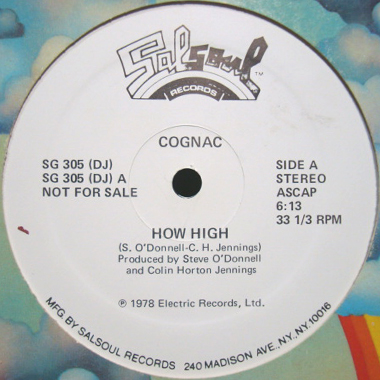 Salsoul TM
RECORDS
COGNAC
SG 305 (DJ)
SG 305 (DJ) A
NOT FOR SALE
SIDE A
STEREO
ASCAP
6:13
33 1/3 RPM
HOW HIGH
(S. O'DONNELL-C. H. Jennings)
Produced by Steve O'Donnell
and Colin Horton Jennings
℗ 1978 Electric Records, Ltd.
MFG. BY SALSOUL RECORDS 240 MADISON AVE., NY, NY, 10016